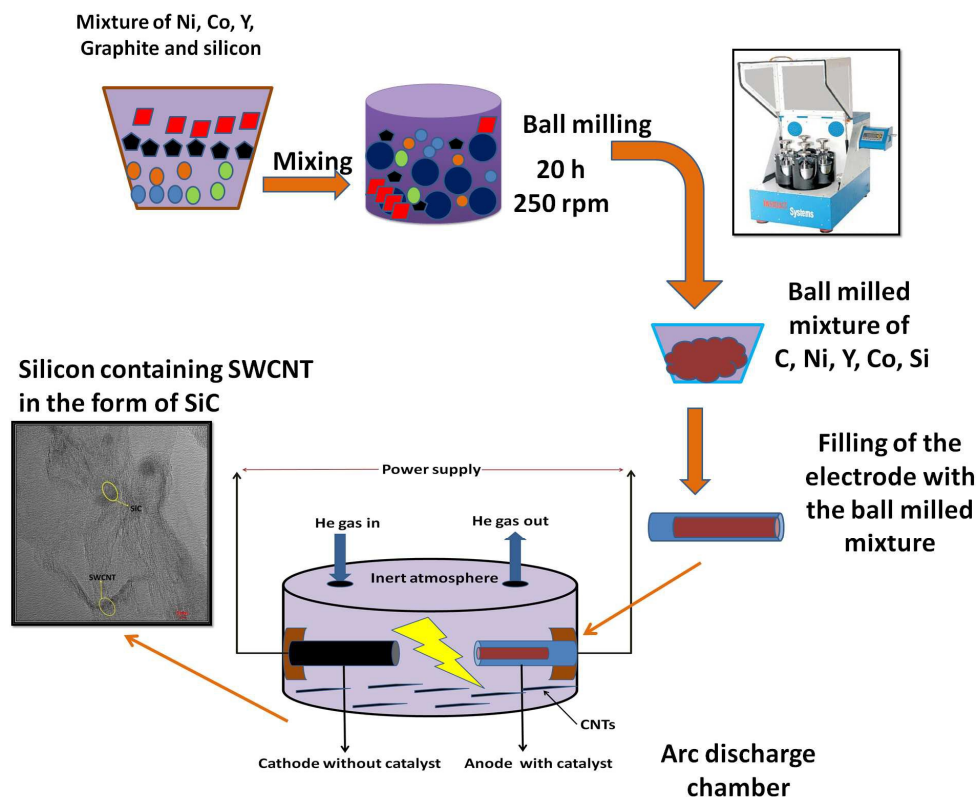 Mixture of Ni, Co, Y,
Graphite and silicon
Mixing
Ball milling
20 h
250 rpm
Systems
Ball milled
mixture of
C, Ni, Y, Co, Si
Silicon containing SWCNT
in the form of SiC
SiC
SWCNT
Filling of the
electrode with
the ball milled
mixture
Power supply
He gas in
He gas out
Inert atmosphere
CNTs
Cathode without catalyst
Anode with catalyst
Arc discharge
chamber